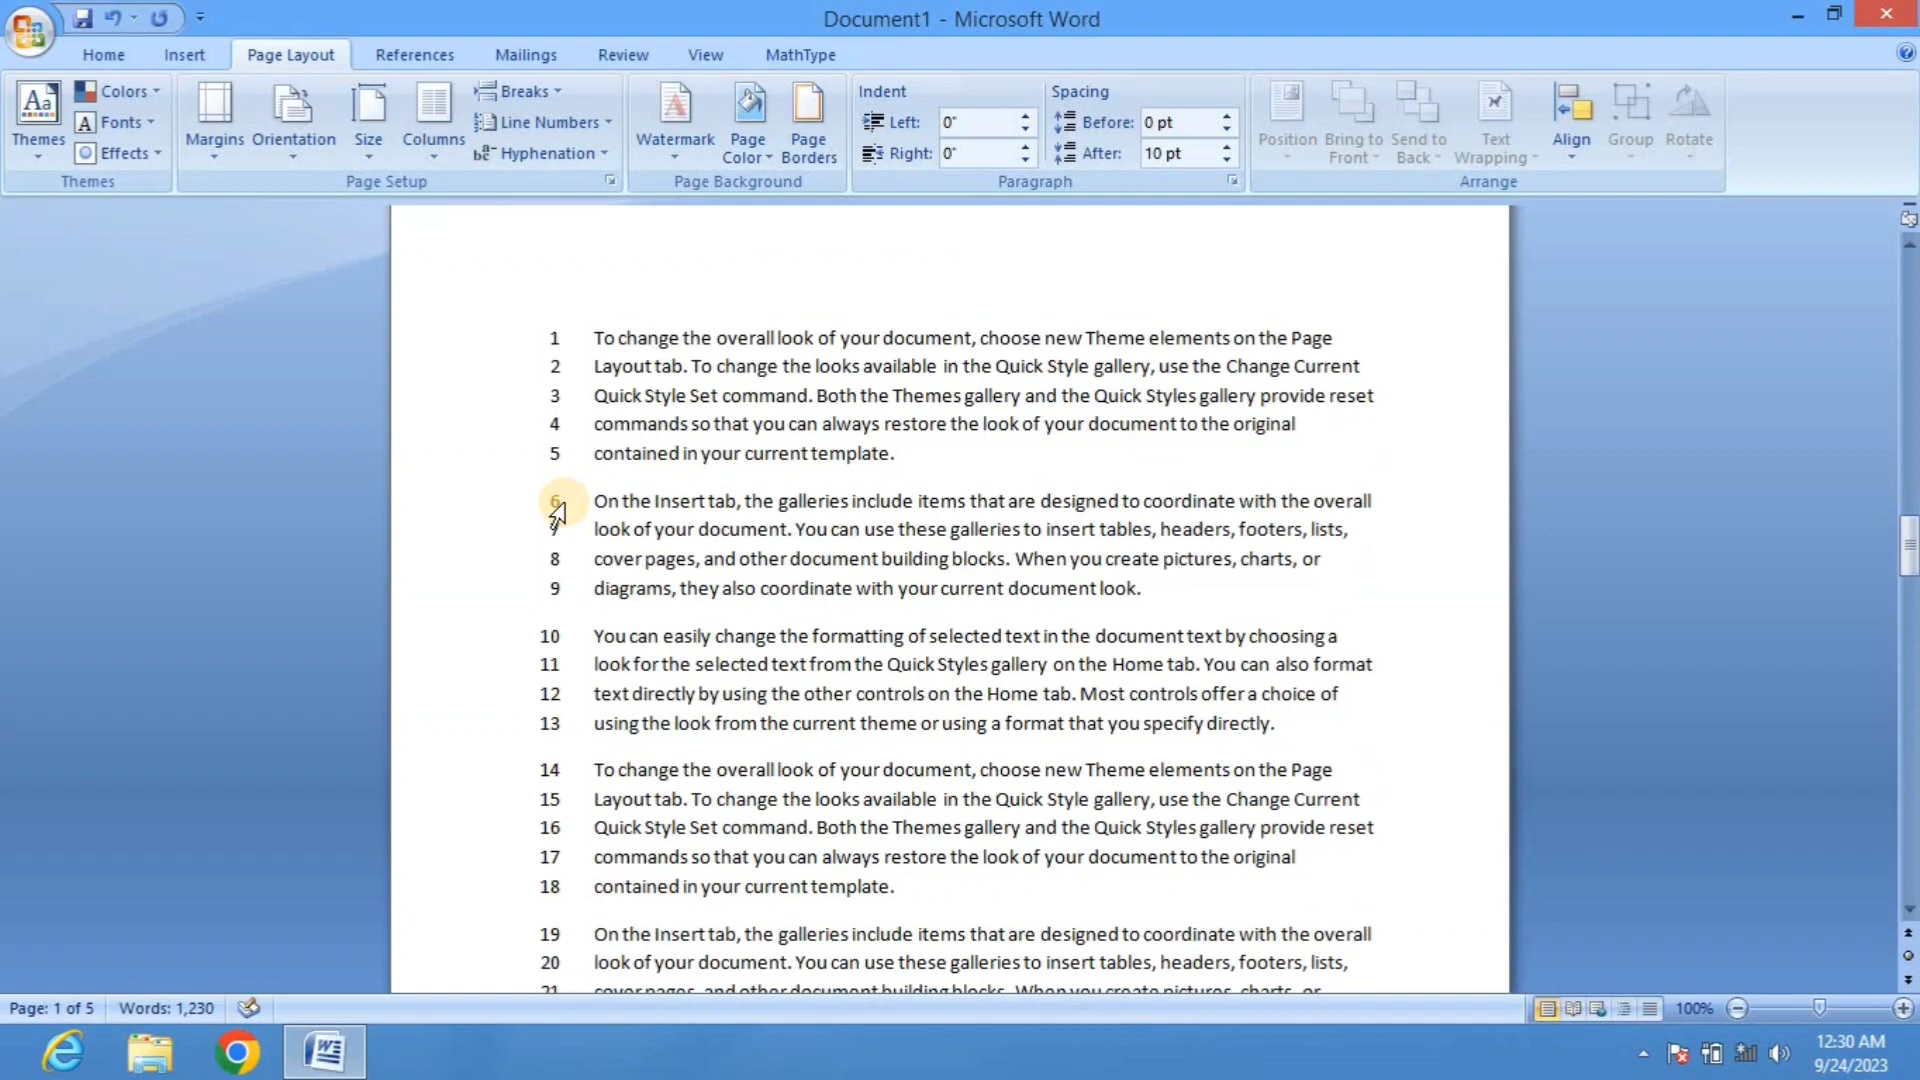 Document1 - Microsoft Word
Home Insert Page Layout References Mailings Review View MathType
Aa Themes
Colors
Fonts
Effects
Themes
Margins Orientation Size Columns
Breaks
Line Numbers
Hyphenation
Page Setup
Watermark Page Color Page Borders
Page Background
Indent
Left: 0"
Right: 0"
Spacing
Before: 0 pt
After: 10 pt
Paragraph
Position Bring to Front Send to Back Text Wrapping Align Group Rotate
Arrange
1 To change the overall look of your document, choose new Theme elements on the Page
2 Layout tab. To change the looks available in the Quick Style gallery, use the Change Current
3 Quick Style Set command. Both the Themes gallery and the Quick Styles gallery provide reset
4 commands so that you can always restore the look of your document to the original
5 contained in your current template.
6 On the Insert tab, the galleries include items that are designed to coordinate with the overall
7 look of your document. You can use these galleries to insert tables, headers, footers, lists,
8 cover pages, and other document building blocks. When you create pictures, charts, or
9 diagrams, they also coordinate with your current document look.
10 You can easily change the formatting of selected text in the document text by choosing a
11 look for the selected text from the Quick Styles gallery on the Home tab. You can also format
12 text directly by using the other controls on the Home tab. Most controls offer a choice of
13 using the look from the current theme or using a format that you specify directly.
14 To change the overall look of your document, choose new Theme elements on the Page
15 Layout tab. To change the looks available in the Quick Style gallery, use the Change Current
16 Quick Style Set command. Both the Themes gallery and the Quick Styles gallery provide reset
17 commands so that you can always restore the look of your document to the original
18 contained in your current template.
19 On the Insert tab, the galleries include items that are designed to coordinate with the overall
20 look of your document. You can use these galleries to insert tables, headers, footers, lists,
21 cover pages, and other document building blocks. When you create pictures, charts, or
Page: 1 of 5 Words: 1,230 100%
12:30 AM
9/24/2023